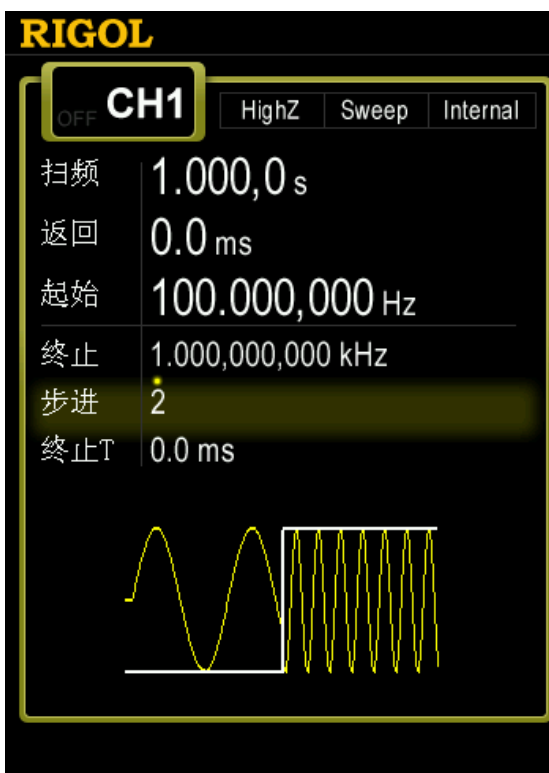 RIGOL
OFF CH1 HighZ Sweep Internal
扫频 1.000,0 s
返回 0.0 ms
起始 100.000,000 Hz
终止 1.000,000,000 kHz
步进 2
终止T 0.0 ms